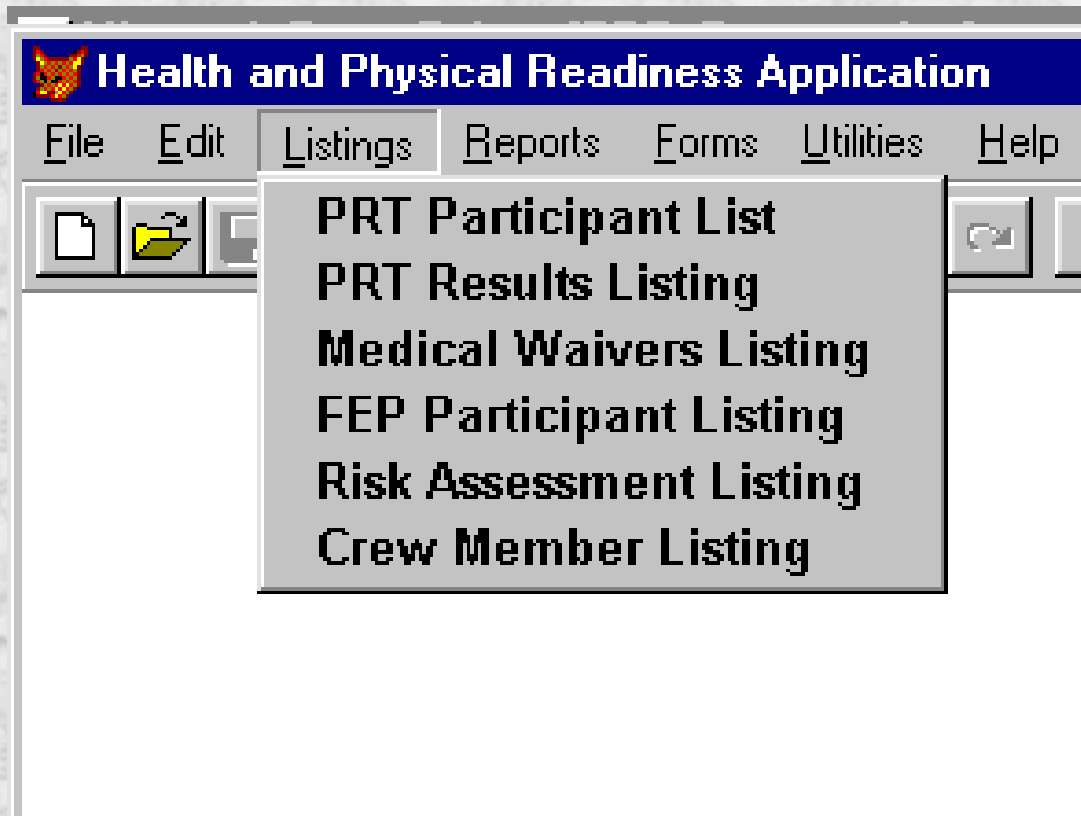 Health and Physical Readiness Application
File Edit Listings Reports Forms Utilities Help
PRT Participant List
PRT Results Listing
Medical Waivers Listing
FEP Participant Listing
Risk Assessment Listing
Crew Member Listing